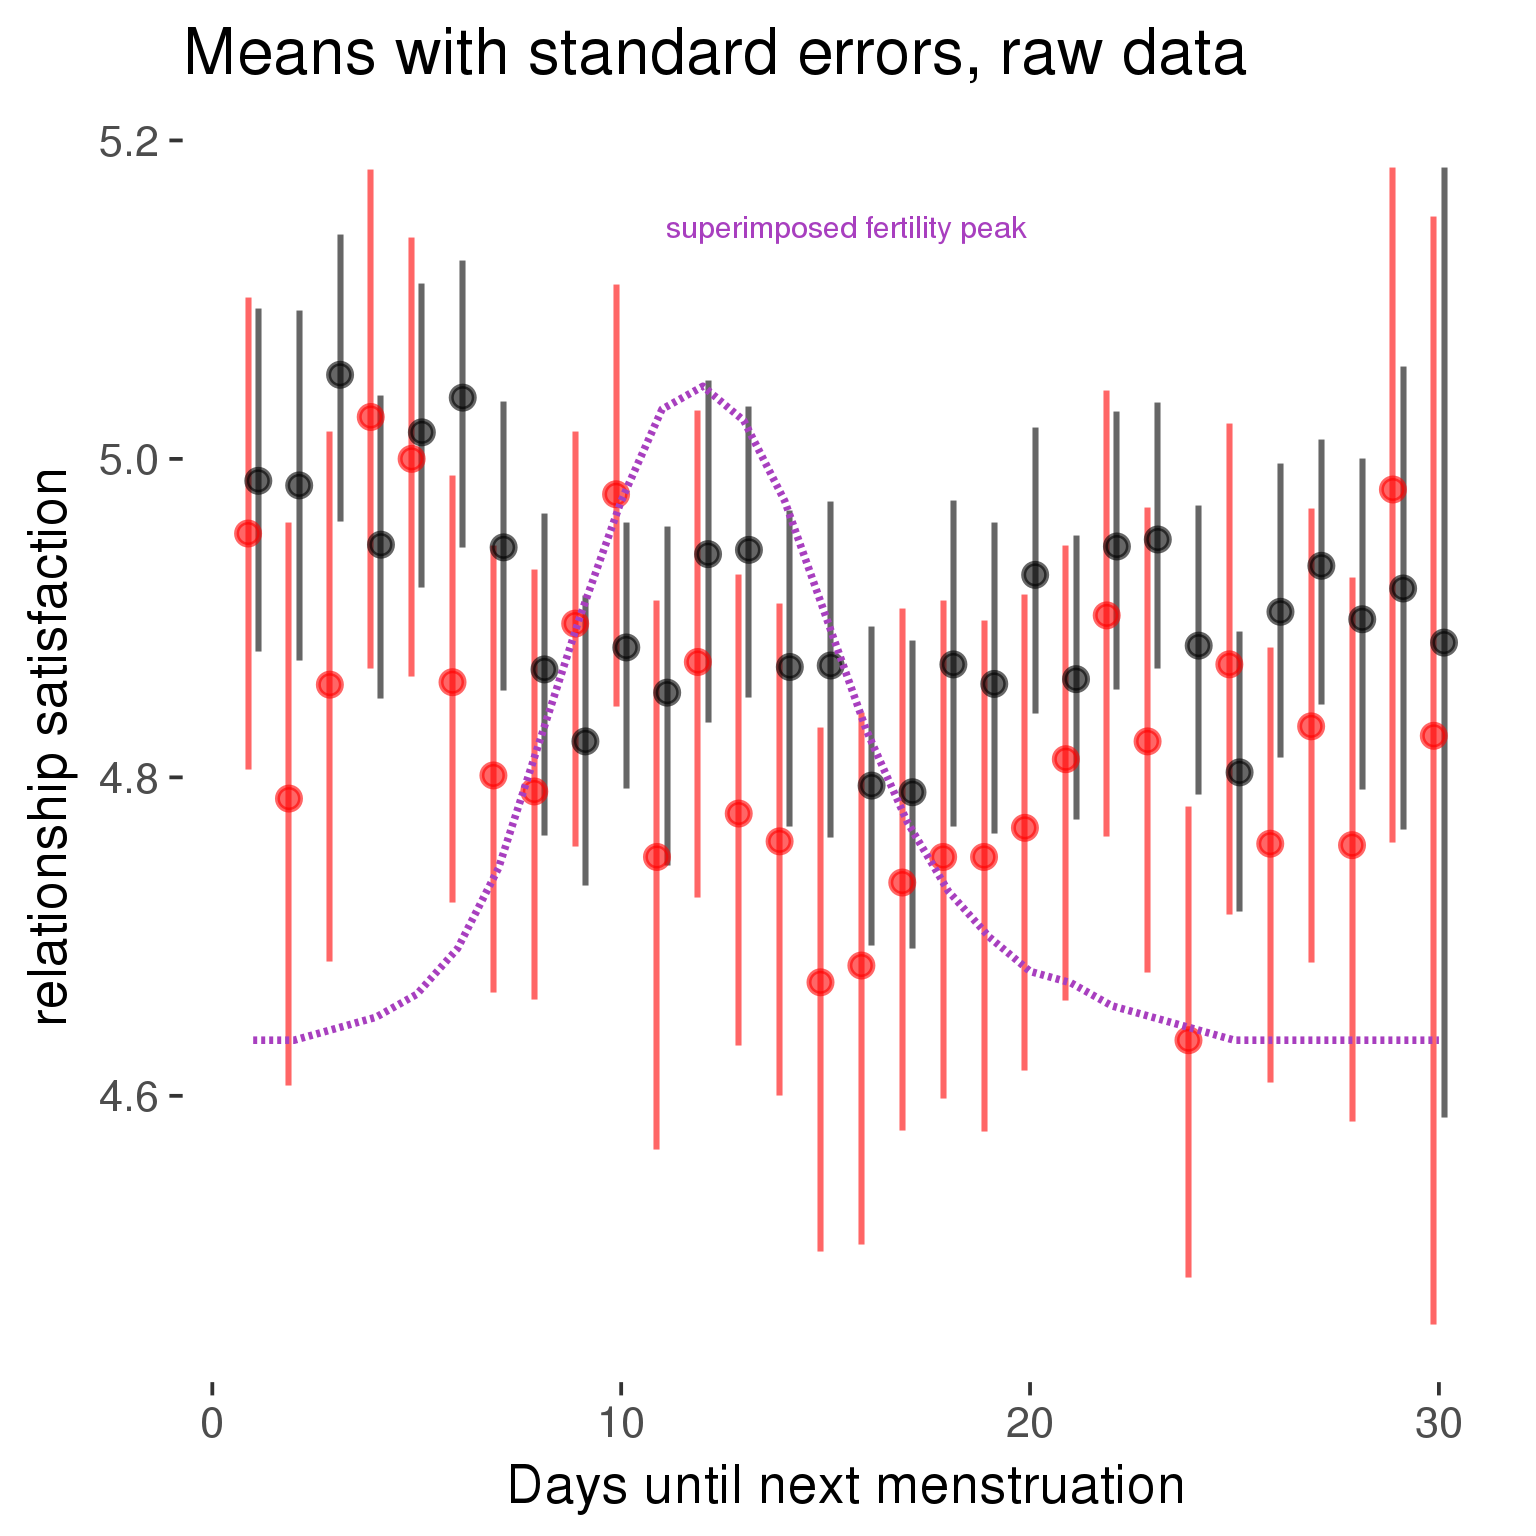 Means with standard errors, raw data
superimposed fertility peak
relationship satisfaction
5.2
5.0
4.8
4.6
0 10 20 30
Days until next menstruation